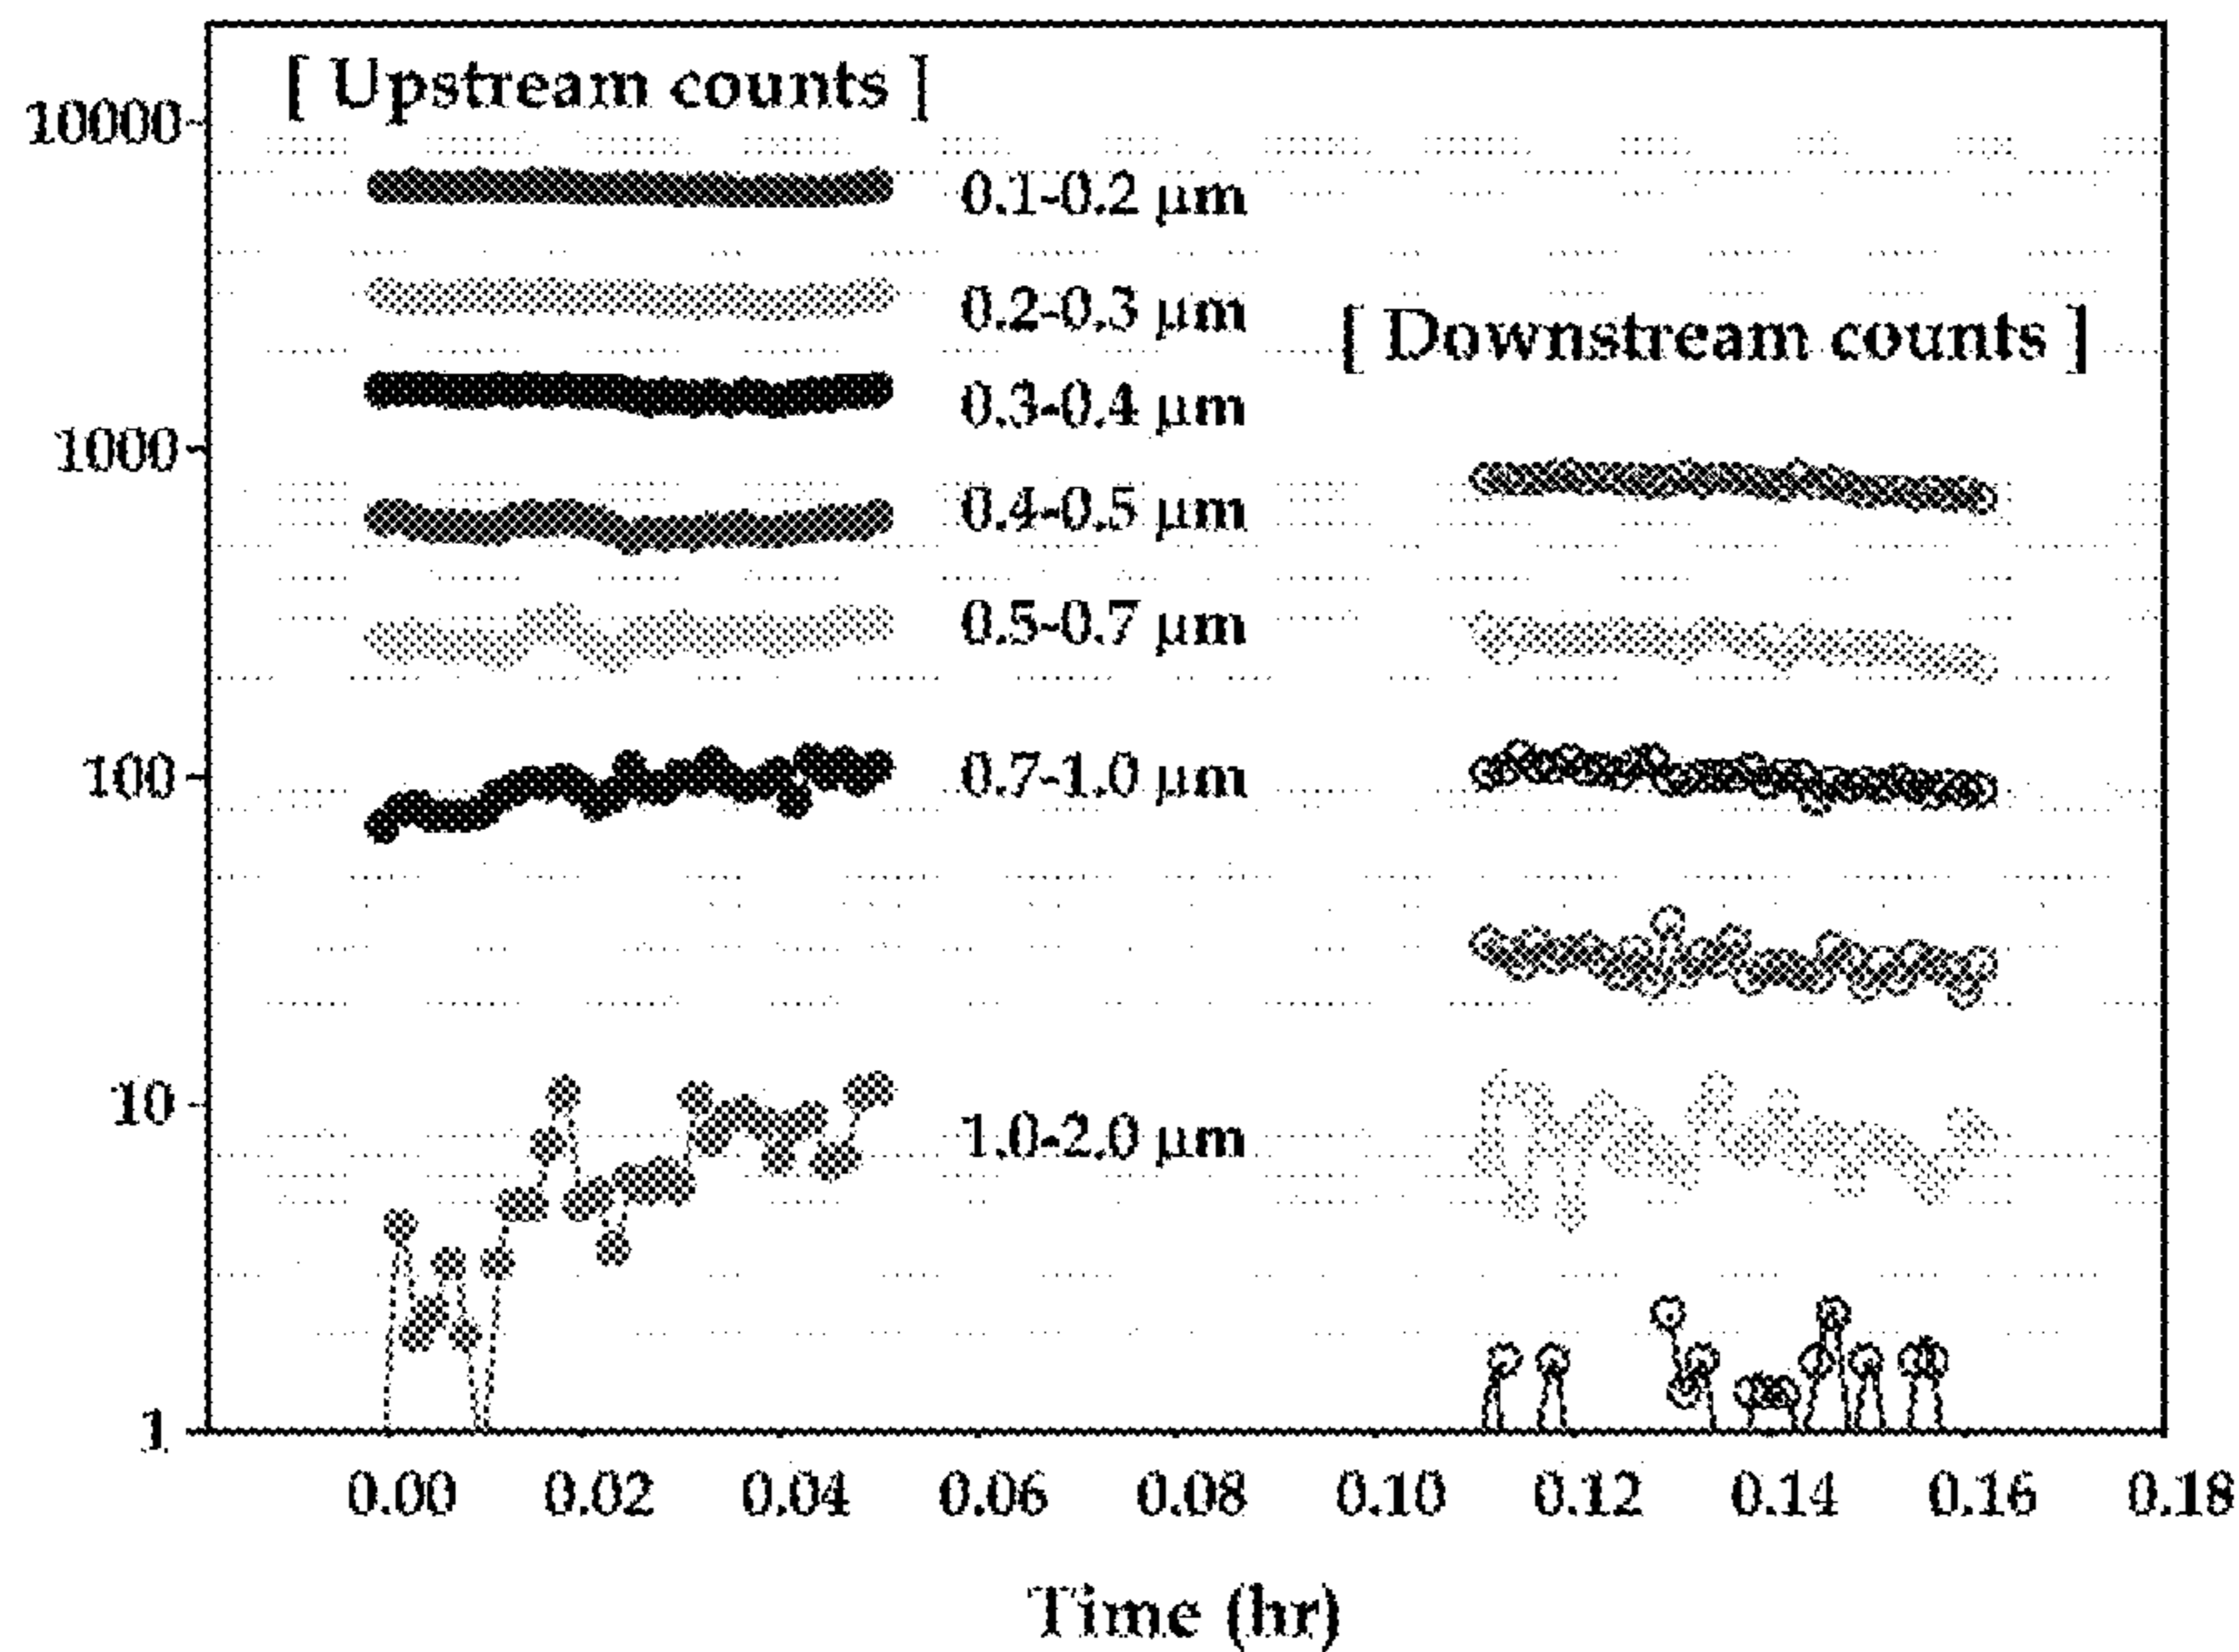 [ Upstream counts ]
10000
0.1-0.2 µm
0.2-0.3 µm
[ Downstream counts ]
0.3-0.4 µm
1000
0.4-0.5 µm
0.5-0.7 µm
100
0.7-1.0 µm
10
1.0-2.0 µm
1
0.00 0.02 0.04 0.06 0.08 0.10 0.12 0.14 0.16 0.18
Time (hr)